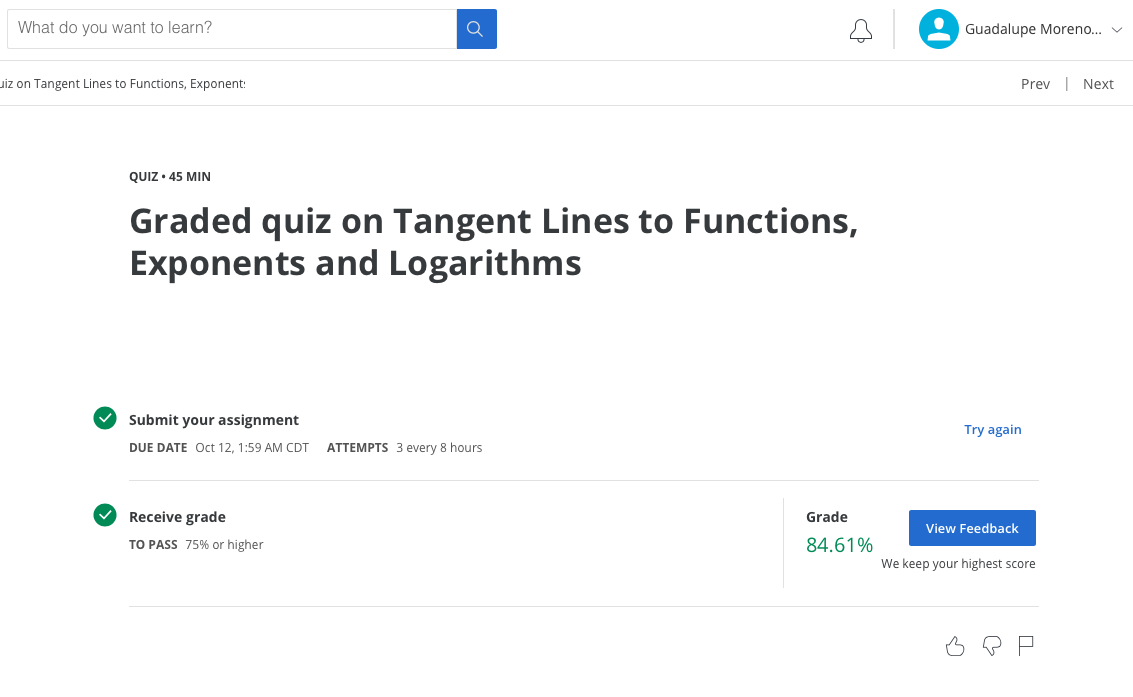 What do you want to learn?
Guadalupe Moreno...
uiz on Tangent Lines to Functions, Exponents
Prev | Next
QUIZ • 45 MIN
Graded quiz on Tangent Lines to Functions,
Exponents and Logarithms
Submit your assignment
DUE DATE Oct 12, 1:59 AM CDT ATTEMPTS 3 every 8 hours
Try again
Receive grade
TO PASS 75% or higher
Grade
84.61%
View Feedback
We keep your highest score